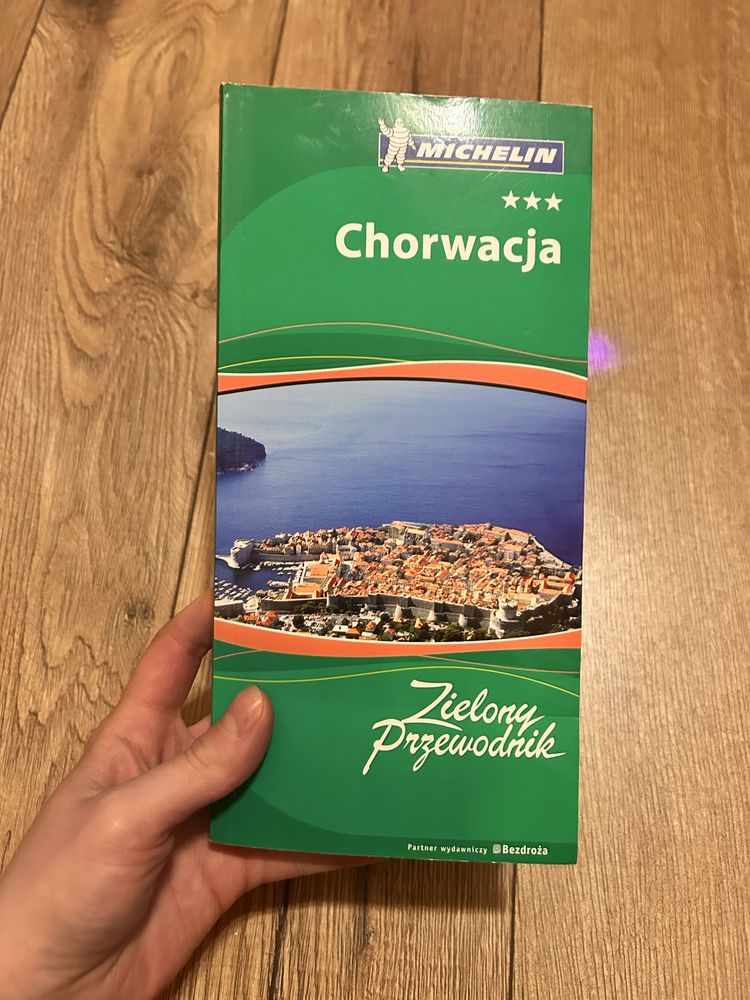 MICHELIN
Chorwacja
Zielony
Przewodnik
Partner wydawniczy Bezdroża